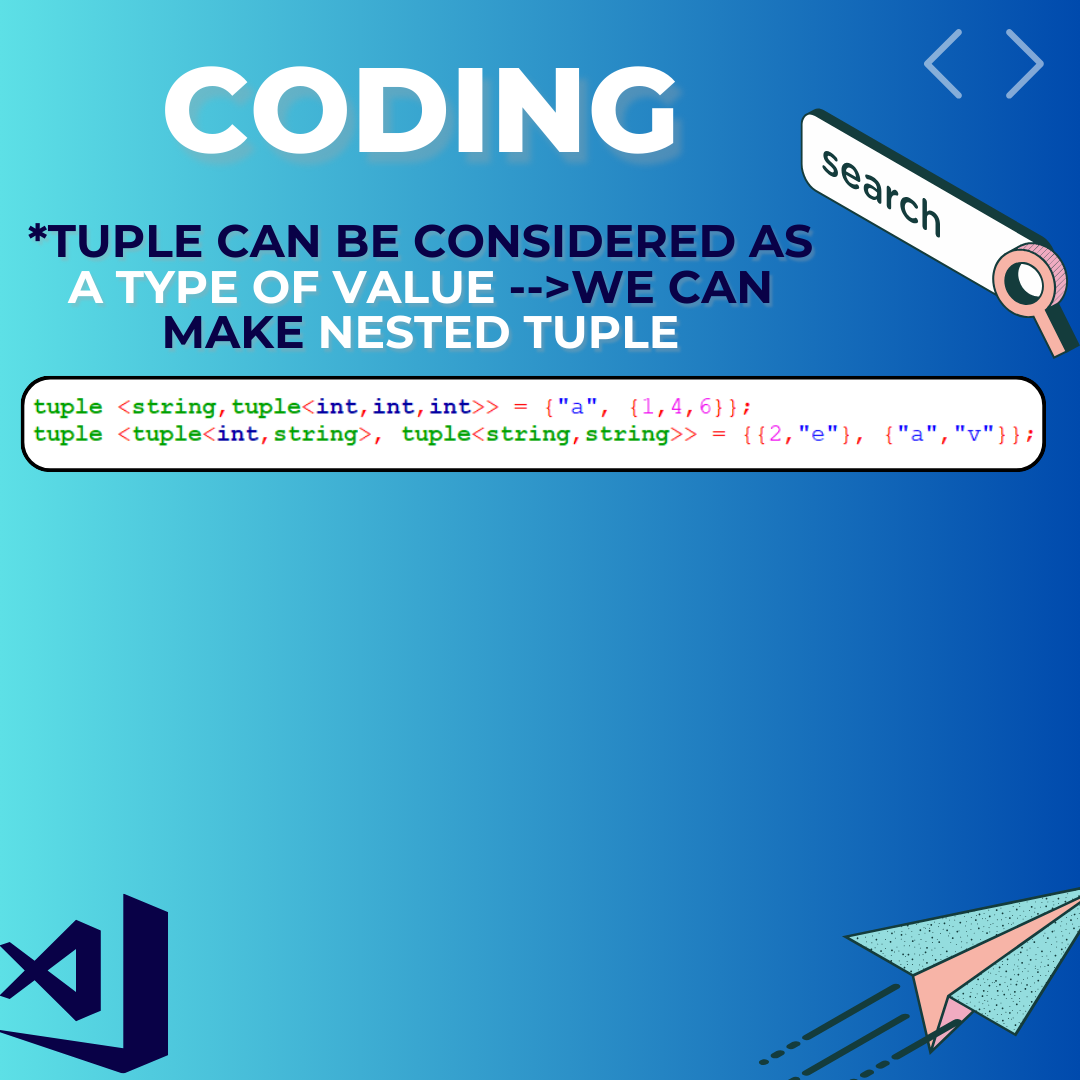 CODING
search
*TUPLE CAN BE CONSIDERED AS
A TYPE OF VALUE -->WE CAN
MAKE NESTED TUPLE
tuple <string,tuple<int,int,int>> = {"a", {1,4,6}};
tuple <tuple<int,string>, tuple<string,string>> = {{2,"e"}, {"a","v"}};